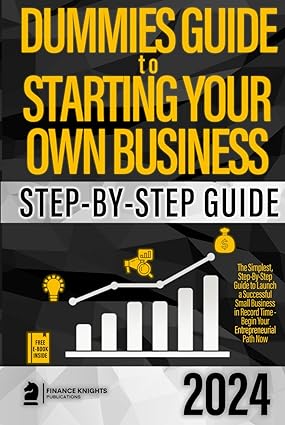 DUMMIES GUIDE
to
STARTING YOUR
OWN BUSINESS
STEP-BY-STEP GUIDE
The Simplest,
Step-By-Step
Guide to Launch
a Successful
Small Business
in Record Time -
Begin Your
Entrepreneurial
Path Now
FREE
E-BOOK
INSIDE
FINANCE KNIGHTS
PUBLICATIONS
2024